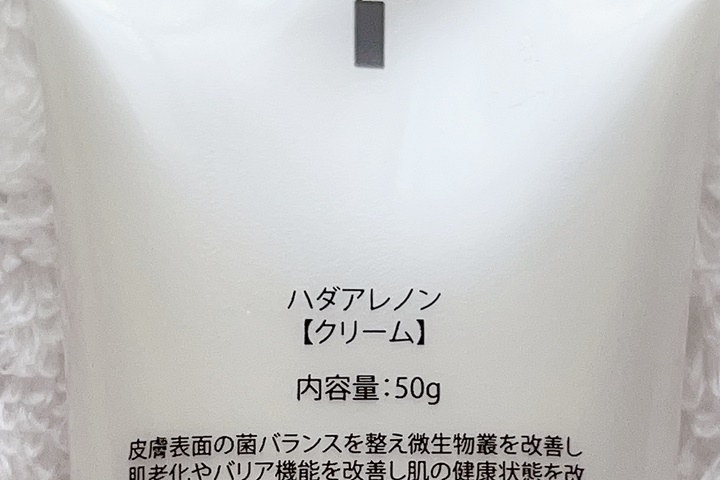 ハダアレノン
【クリーム】
内容量：50g
皮膚表面の菌バランスを整え微生物叢を改善し
肌老化やバリア機能を改善し肌の健康状態を改